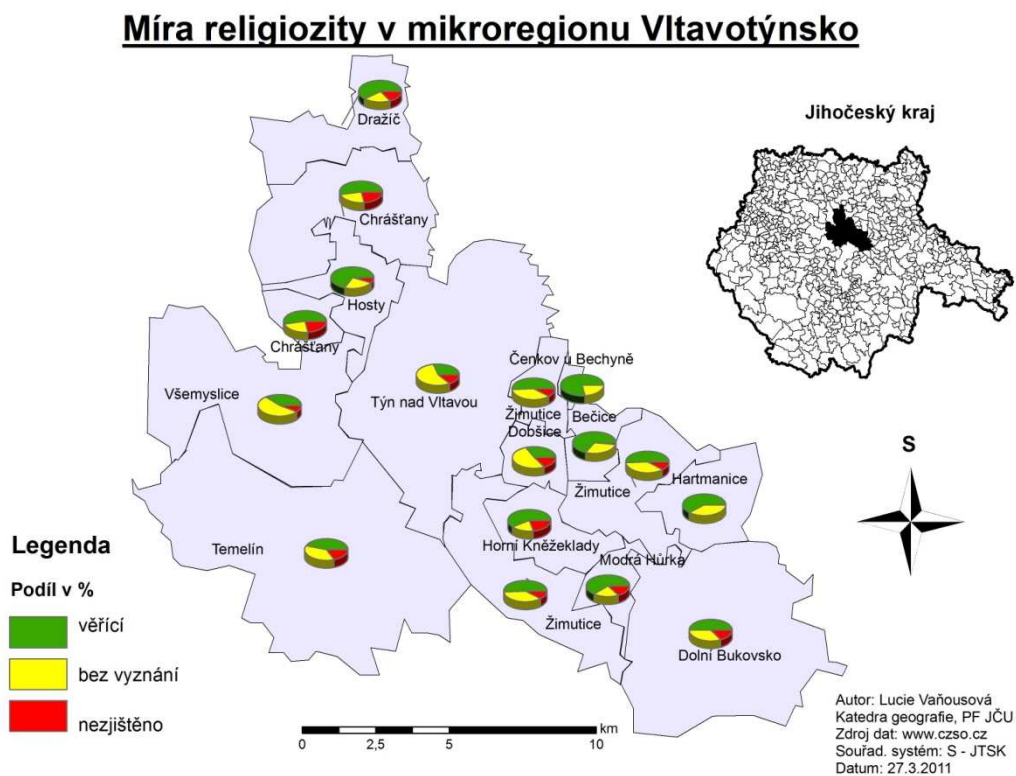 Míra religiozity v mikroregionu Vltavotýnsko
Dražíč
Jihočeský kraj
Chrášťany
Hosty
Chrášťany
Čenkov u Bechyně
Všemyslice
Týn nad Vltavou
Žimutice
Bečice
Dobšice
S
Žimutice
Hartmanice
Legenda
Temelín
Horní Kněžeklady
Modrá Hůrka
Podíl v %
věřící
Žimutice
Dolní Bukovsko
bez vyznání
nezjištěno
km
0 2,5 5 10
Autor: Lucie Vaňousová
Katedra geografie, PF JČU
Zdroj dat: www.czso.cz
Souřad. systém: S - JTSK
Datum: 27.3.2011